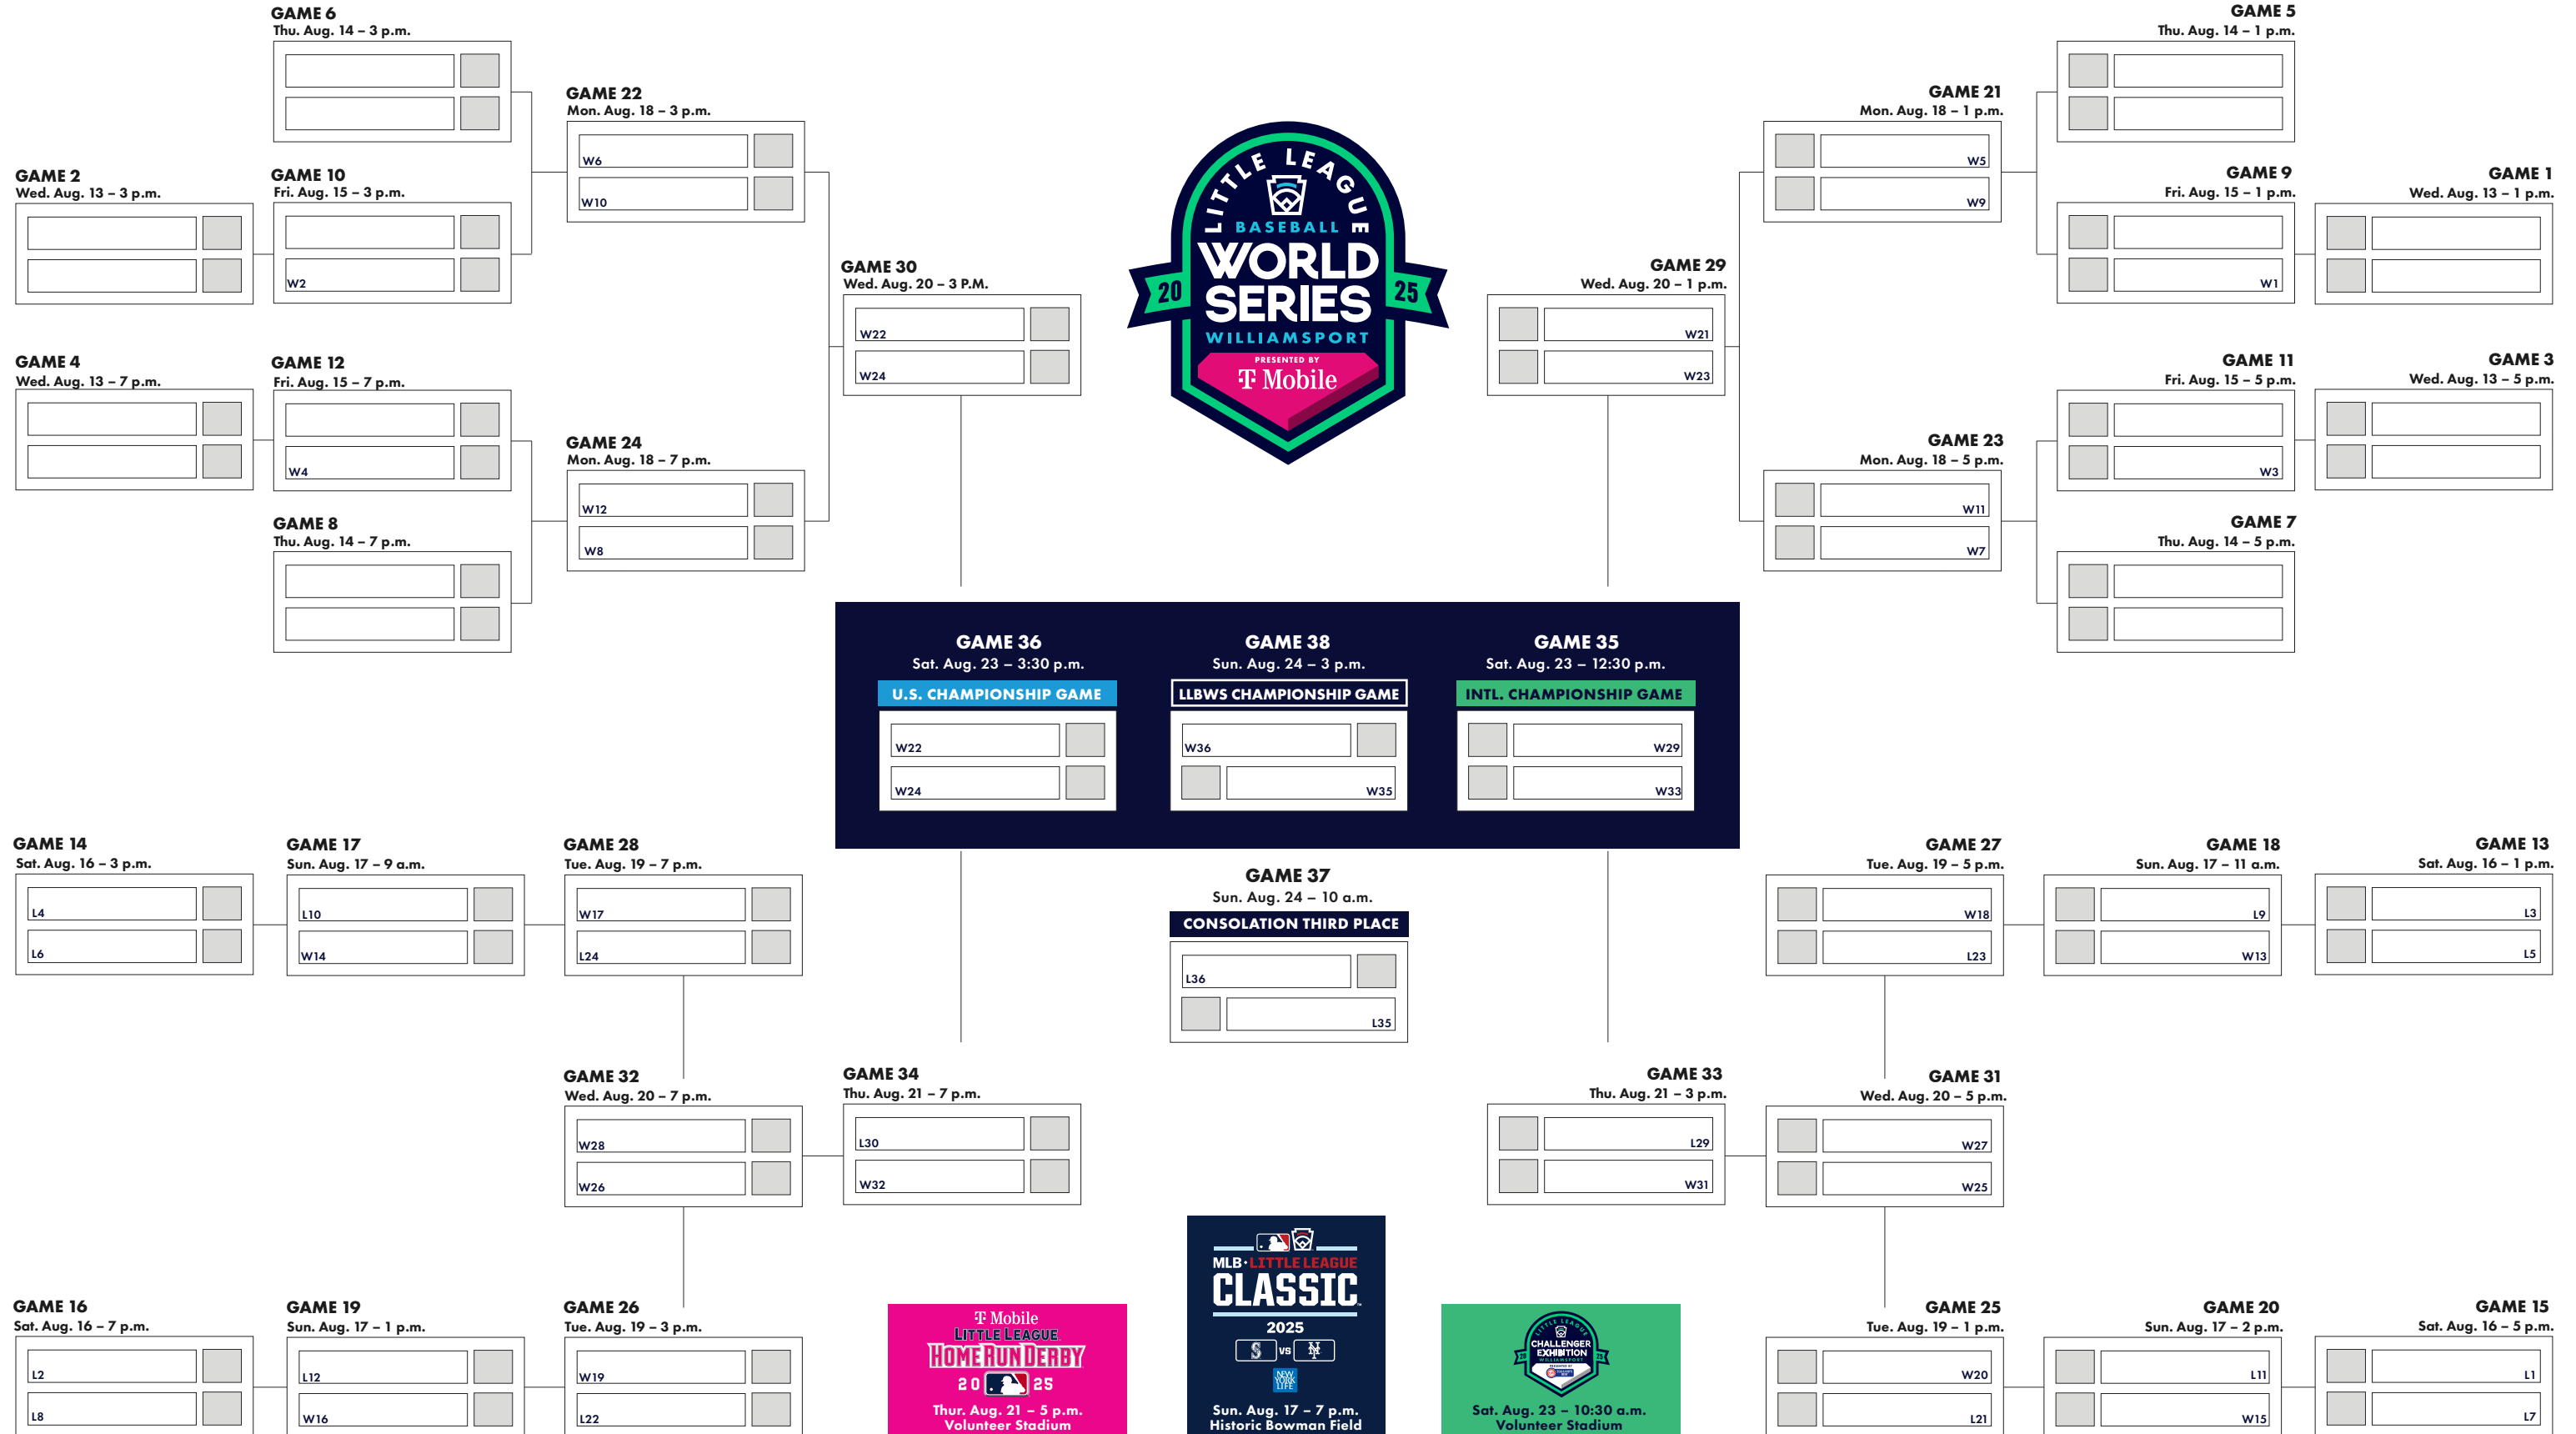 GAME 6
Thu. Aug. 14 – 3 p.m.
GAME 22
Mon. Aug. 18 – 3 p.m.
W6
W10
GAME 2
Wed. Aug. 13 – 3 p.m.
GAME 10
Fri. Aug. 15 – 3 p.m.
W2
GAME 30
Wed. Aug. 20 – 3 P.M.
W22
W24
GAME 4
Wed. Aug. 13 – 7 p.m.
GAME 12
Fri. Aug. 15 – 7 p.m.
W4
GAME 24
Mon. Aug. 18 – 7 p.m.
W12
W8
GAME 8
Thu. Aug. 14 – 7 p.m.
LITTLE LEAGUE
BASEBALL
WORLD
SERIES
20
25
WILLIAMSPORT
PRESENTED BY
T Mobile
GAME 5
Thu. Aug. 14 – 1 p.m.
GAME 21
Mon. Aug. 18 – 1 p.m.
W5
W9
GAME 9
Fri. Aug. 15 – 1 p.m.
W1
GAME 1
Wed. Aug. 13 – 1 p.m.
GAME 29
Wed. Aug. 20 – 1 p.m.
W21
W23
GAME 11
Fri. Aug. 15 – 5 p.m.
W3
GAME 3
Wed. Aug. 13 – 5 p.m.
GAME 23
Mon. Aug. 18 – 5 p.m.
W11
W7
GAME 7
Thu. Aug. 14 – 5 p.m.
GAME 36
Sat. Aug. 23 – 3:30 p.m.
U.S. CHAMPIONSHIP GAME
W22
W24
GAME 38
Sun. Aug. 24 – 3 p.m.
LLBWS CHAMPIONSHIP GAME
W36
W35
GAME 35
Sat. Aug. 23 – 12:30 p.m.
INTL. CHAMPIONSHIP GAME
W29
W33
GAME 14
Sat. Aug. 16 – 3 p.m.
L4
L6
GAME 17
Sun. Aug. 17 – 9 a.m.
L10
W14
GAME 28
Tue. Aug. 19 – 7 p.m.
W17
L24
GAME 37
Sun. Aug. 24 – 10 a.m.
CONSOLATION THIRD PLACE
L36
L35
GAME 27
Tue. Aug. 19 – 5 p.m.
W18
L23
GAME 18
Sun. Aug. 17 – 11 a.m.
L9
W13
GAME 13
Sat. Aug. 16 – 1 p.m.
L3
L5
GAME 32
Wed. Aug. 20 – 7 p.m.
W28
W26
GAME 34
Thu. Aug. 21 – 7 p.m.
L30
W32
GAME 33
Thu. Aug. 21 – 3 p.m.
L29
W31
GAME 31
Wed. Aug. 20 – 5 p.m.
W27
W25
GAME 16
Sat. Aug. 16 – 7 p.m.
L2
L8
GAME 19
Sun. Aug. 17 – 1 p.m.
L12
W16
GAME 26
Tue. Aug. 19 – 3 p.m.
W19
L22
T Mobile
LITTLE LEAGUE
HOME RUN DERBY
20 25
Thur. Aug. 21 – 5 p.m.
Volunteer Stadium
MLB • LITTLE LEAGUE
CLASSIC
2025
S vs NY
NEW
YORK
LIFE
Sun. Aug. 17 – 7 p.m.
Historic Bowman Field
LITTLE LEAGUE
CHALLENGER
EXHIBITION
20
25
WILLIAMSPORT
Sat. Aug. 23 – 10:30 a.m.
Volunteer Stadium
GAME 25
Tue. Aug. 19 – 1 p.m.
W20
L21
GAME 20
Sun. Aug. 17 – 2 p.m.
L11
W15
GAME 15
Sat. Aug. 16 – 5 p.m.
L1
L7